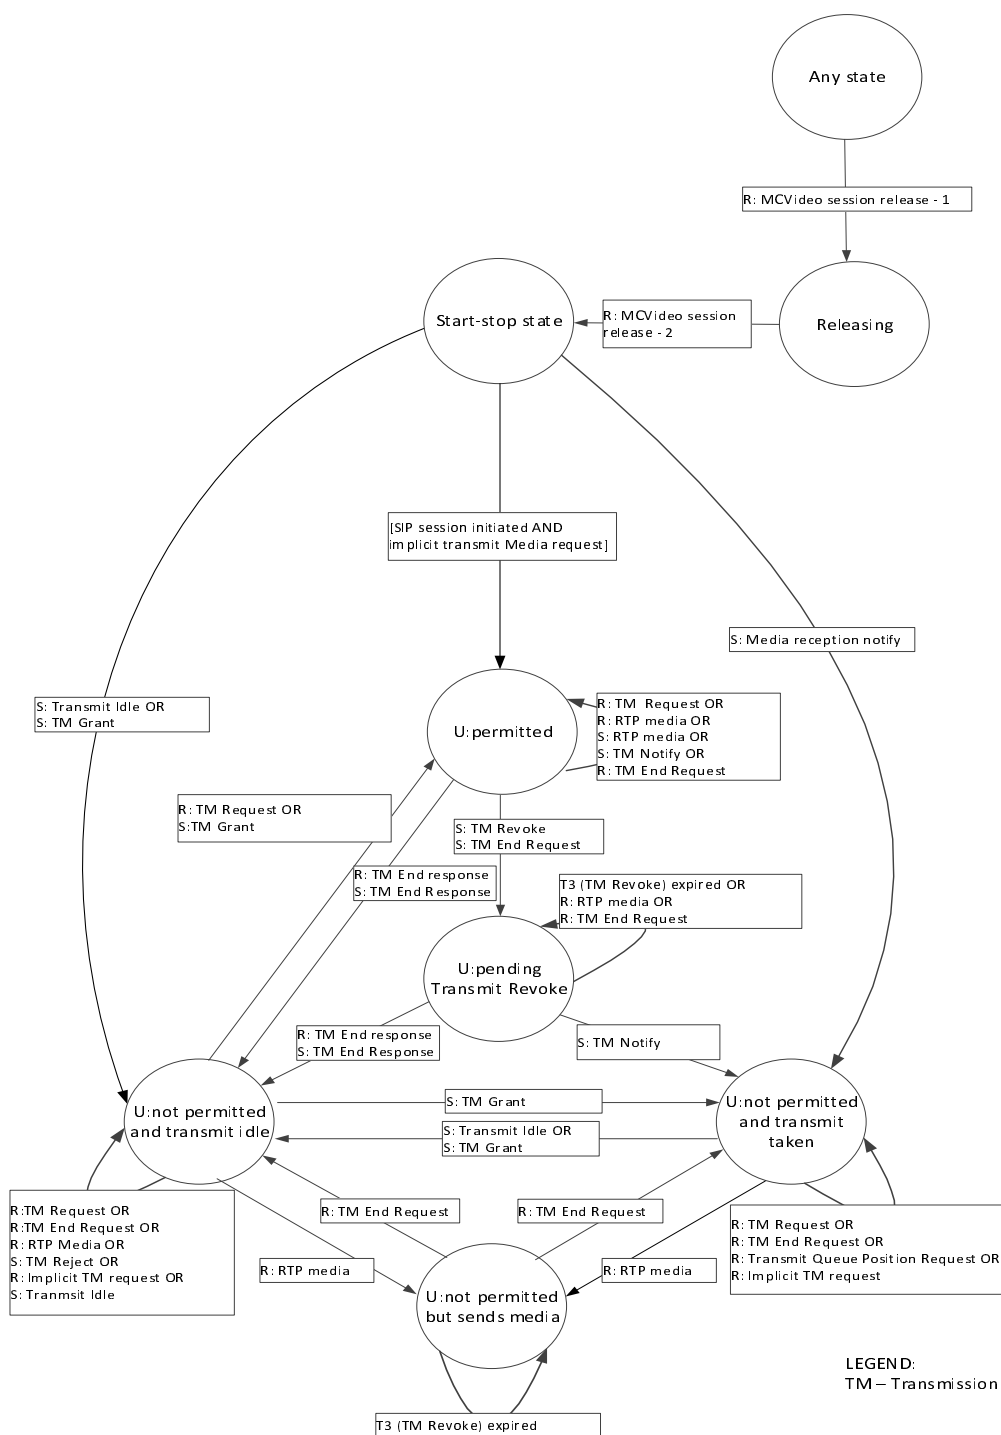 Any state
R: MCVideo session release - 1
Start-stop state
R: MCVideo session
release - 2
Releasing
[SIP session initiated AND
implicit transmit Media request]
S: Media reception notify
S: Transmit Idle OR
S: TM Grant
U:permitted
R: TM Request OR
R: RTP media OR
S: RTP media OR
S: TM Notify OR
R: TM End Request
R: TM Request OR
S:TM Grant
S: TM Revoke
S: TM End Request
R: TM End response
S: TM End Response
T3 (TM Revoke) expired OR
R: RTP media OR
R: TM End Request
U:pending
Transmit Revoke
R: TM End response
S: TM End Response
S: TM Notify
U:not permitted
and transmit idle
S: TM Grant
S: Transmit Idle OR
S: TM Grant
U:not permitted
and transmit
taken
R:TM Request OR
R:TM End Request OR
R: RTP Media OR
S: TM Reject OR
R: Implicit TM request OR
S: Tranmsit Idle
R: TM End Request
R: TM End Request
R: RTP media
R: RTP media
R: TM Request OR
R: TM End Request OR
R: Transmit Queue Position Request OR
R: Implicit TM request
U:not permitted
but sends media
T3 (TM Revoke) expired
LEGEND:
TM – Transmission